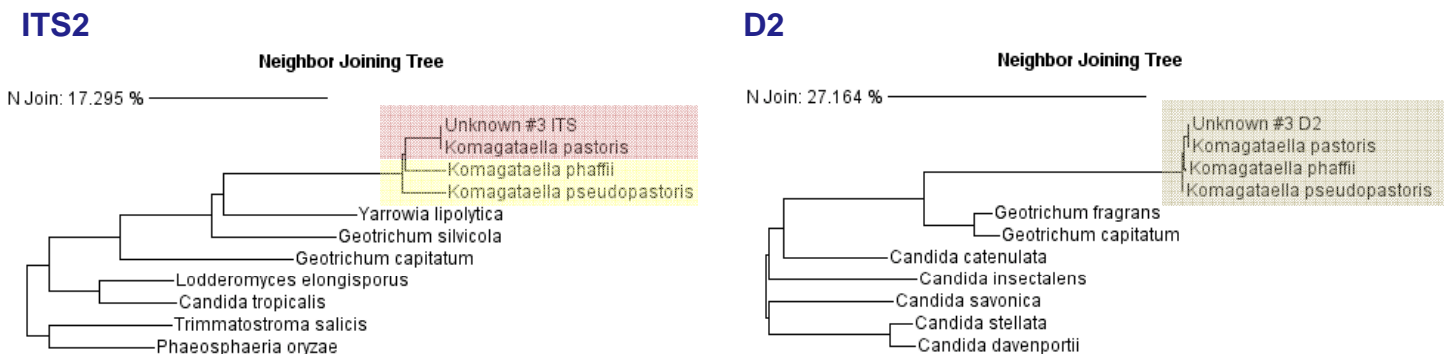 ITS2
Neighbor Joining Tree
N Join: 17.295 %
Unknown #3 ITS
Komagataella pastoris
Komagataella phaffii
Komagataella pseudopastoris
Yarrowia lipolytica
Geotrichum silvicola
Geotrichum capitatum
Lodderomyces elongisporus
Candida tropicalis
Trimmatostroma salicis
Phaeosphaeria oryzae
D2
Neighbor Joining Tree
N Join: 27.164 %
Unknown #3 D2
Komagataella pastoris
Komagataella phaffii
Komagataella pseudopastoris
Geotrichum fragrans
Geotrichum capitatum
Candida catenulata
Candida insectalens
Candida savonica
Candida stellata
Candida davenportii